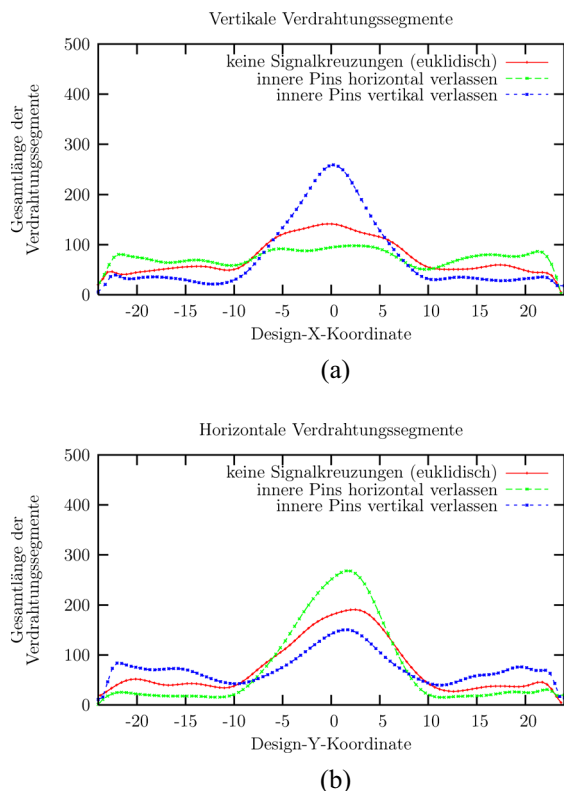 Vertikale Verdrahtungssegmente
500
400
300
200
100
0
Gesamtlänge der
Verdrahtungssegmente
keine Signalkreuzungen (euklidisch)
innere Pins horizontal verlassen
innere Pins vertikal verlassen
-20 -15 -10 -5 0 5 10 15 20
Design-X-Koordinate
(a)
Horizontale Verdrahtungssegmente
500
400
300
200
100
0
Gesamtlänge der
Verdrahtungssegmente
keine Signalkreuzungen (euklidisch)
innere Pins horizontal verlassen
innere Pins vertikal verlassen
-20 -15 -10 -5 0 5 10 15 20
Design-Y-Koordinate
(b)